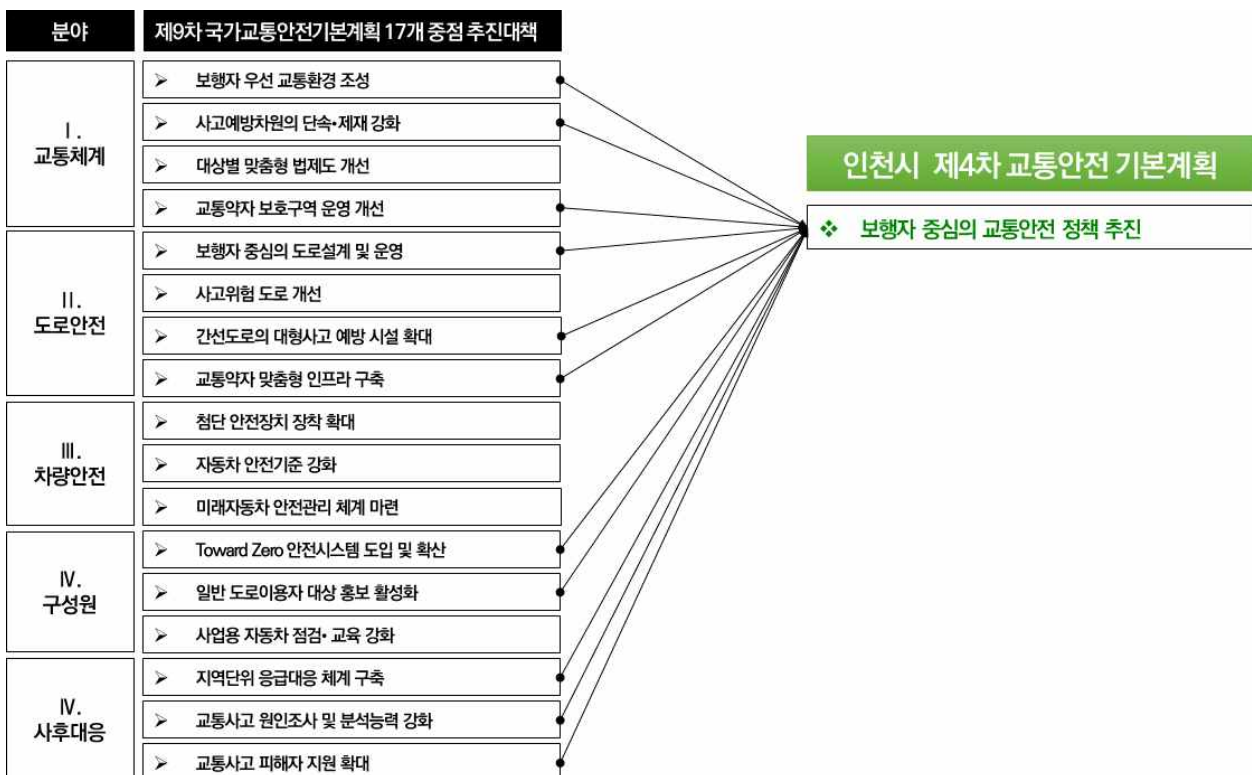 분야
제9차 국가교통안전기본계획 17개 중점 추진대책
Ⅰ.
교통체계
➢ 보행자 우선 교통환경 조성
➢ 사고예방차원의 단속•제재 강화
➢ 대상별 맞춤형 법제도 개선
➢ 교통약자 보호구역 운영 개선
Ⅱ.
도로안전
➢ 보행자 중심의 도로설계 및 운영
➢ 사고위험 도로 개선
➢ 간선도로의 대형사고 예방 시설 확대
➢ 교통약자 맞춤형 인프라 구축
Ⅲ.
차량안전
➢ 첨단 안전장치 장착 확대
➢ 자동차 안전기준 강화
➢ 미래자동차 안전관리 체계 마련
Ⅳ.
구성원
➢ Toward Zero 안전시스템 도입 및 확산
➢ 일반 도로이용자 대상 홍보 활성화
➢ 사업용 자동차 점검• 교육 강화
Ⅳ.
사후대응
➢ 지역단위 응급대응 체계 구축
➢ 교통사고 원인조사 및 분석능력 강화
➢ 교통사고 피해자 지원 확대
인천시 제4차 교통안전 기본계획
❖ 보행자 중심의 교통안전 정책 추진